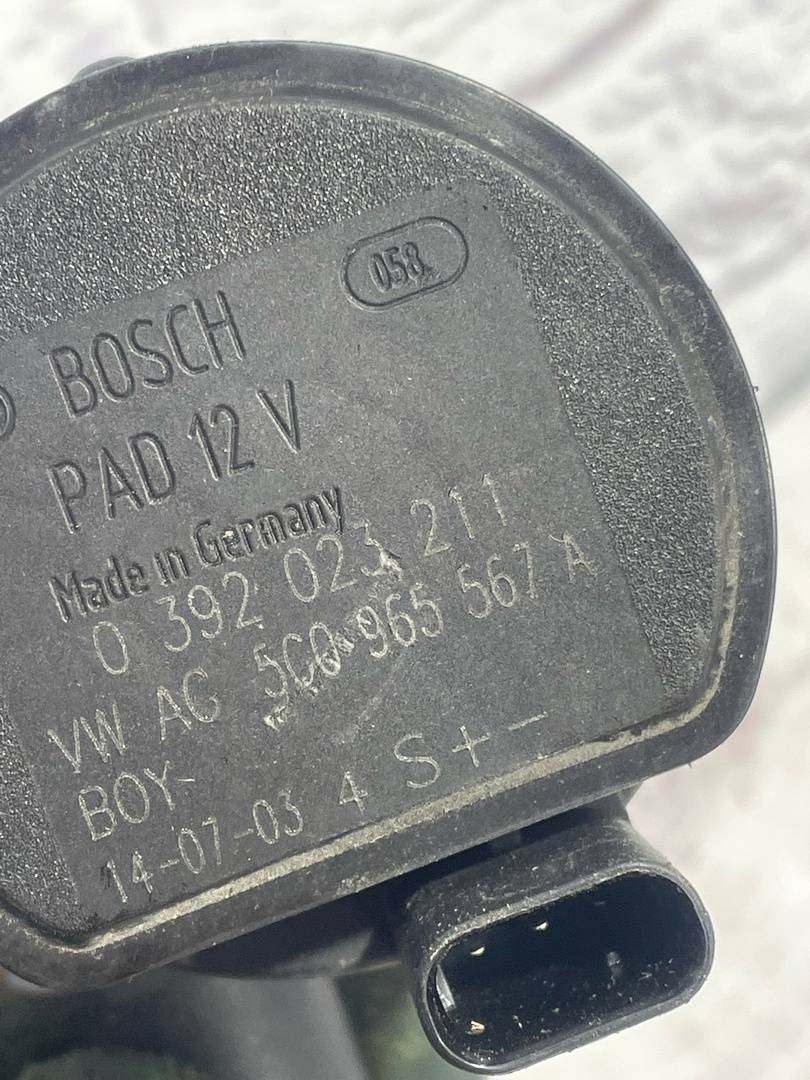 058
BOSCH
PAD 12 V
Made in Germany
0 392 023 211
VW AG 5C0 965 567 A
BOY-
14-07-03 4 S + -